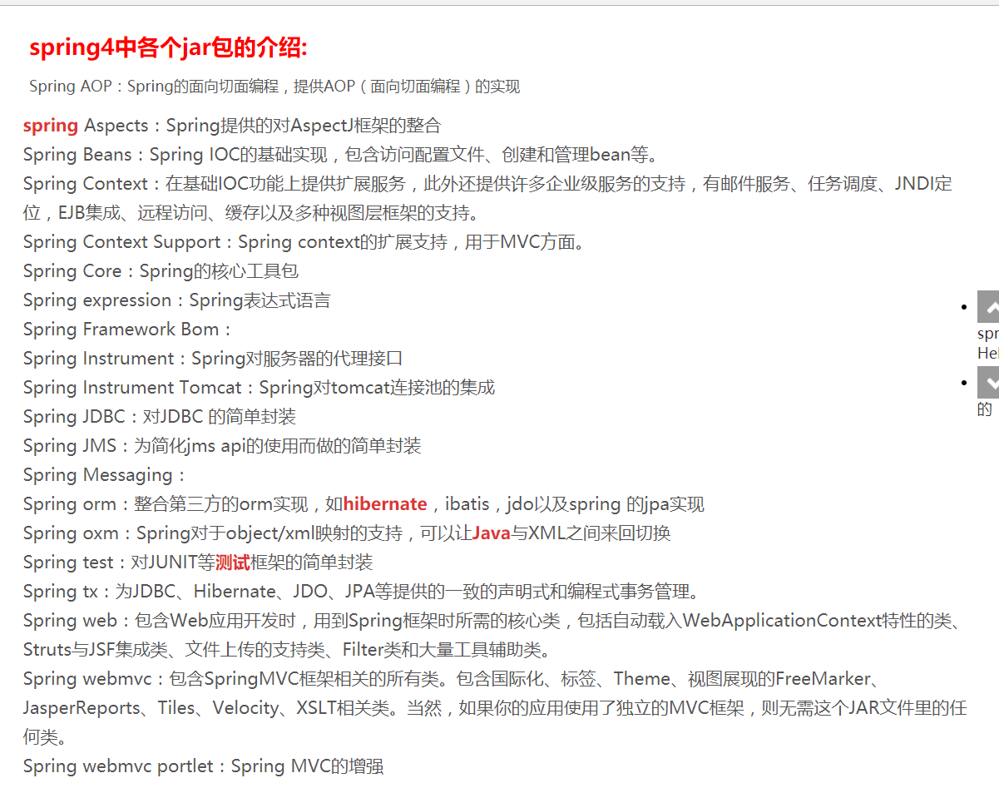 spring4中各个jar包的介绍:
Spring AOP：Spring的面向切面编程，提供AOP（面向切面编程）的实现
spring Aspects：Spring提供的对AspectJ框架的整合
Spring Beans：Spring IOC的基础实现，包含访问配置文件、创建和管理bean等。
Spring Context：在基础IOC功能上提供扩展服务，此外还提供许多企业级服务的支持，有邮件服务、任务调度、JNDI定
位，EJB集成、远程访问、缓存以及多种视图层框架的支持。
Spring Context Support：Spring context的扩展支持，用于MVC方面。
Spring Core：Spring的核心工具包
Spring expression：Spring表达式语言
Spring Framework Bom：
Spring Instrument：Spring对服务器的代理接口
Spring Instrument Tomcat：Spring对tomcat连接池的集成
Spring JDBC：对JDBC 的简单封装
Spring JMS：为简化jms api的使用而做的简单封装
Spring Messaging：
Spring orm：整合第三方的orm实现，如hibernate，ibatis，jdo以及spring 的jpa实现
Spring oxm：Spring对于object/xml映射的支持，可以让Java与XML之间来回切换
Spring test：对JUNIT等测试框架的简单封装
Spring tx：为JDBC、Hibernate、JDO、JPA等提供的一致的声明式和编程式事务管理。
Spring web：包含Web应用开发时，用到Spring框架时所需的核心类，包括自动载入WebApplicationContext特性的类、
Struts与JSF集成类、文件上传的支持类、Filter类和大量工具辅助类。
Spring webmvc：包含SpringMVC框架相关的所有类。包含国际化、标签、Theme、视图展现的FreeMarker、
JasperReports、Tiles、Velocity、XSLT相关类。当然，如果你的应用使用了独立的MVC框架，则无需这个JAR文件里的任
何类。
Spring webmvc portlet：Spring MVC的增强
spr
Hel
的